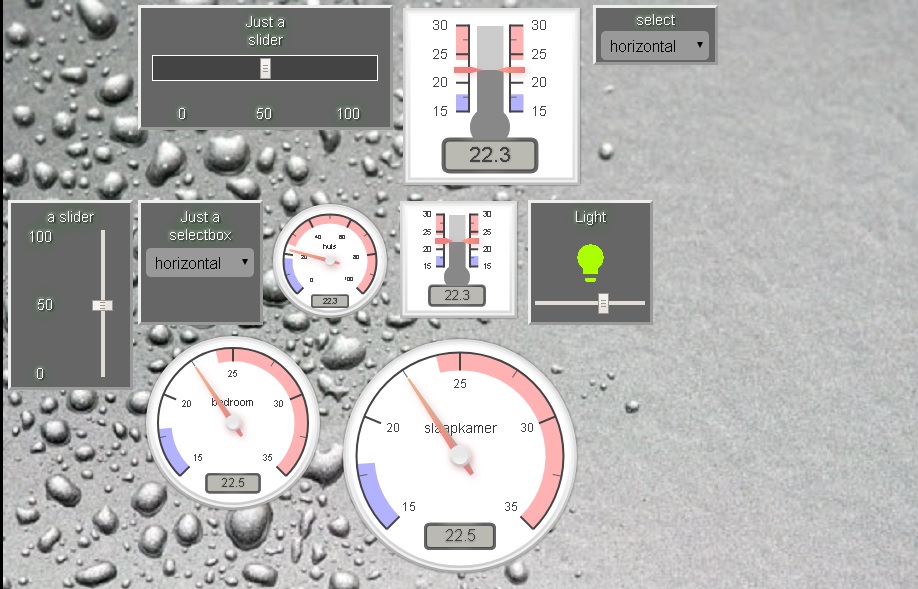 Just a
slider
0 50 100
30 30
25 25
20 20
15 15
22.3
select
horizontal
a slider
100
50
0
Just a
selectbox
horizontal
40 60
huis
20 80
0 100
22.3
30 30
25 25
20 20
15 15
22.3
Light
25
20 bedroom 30
15 35
22.5
25
20 slaapkamer 30
15 35
22.5